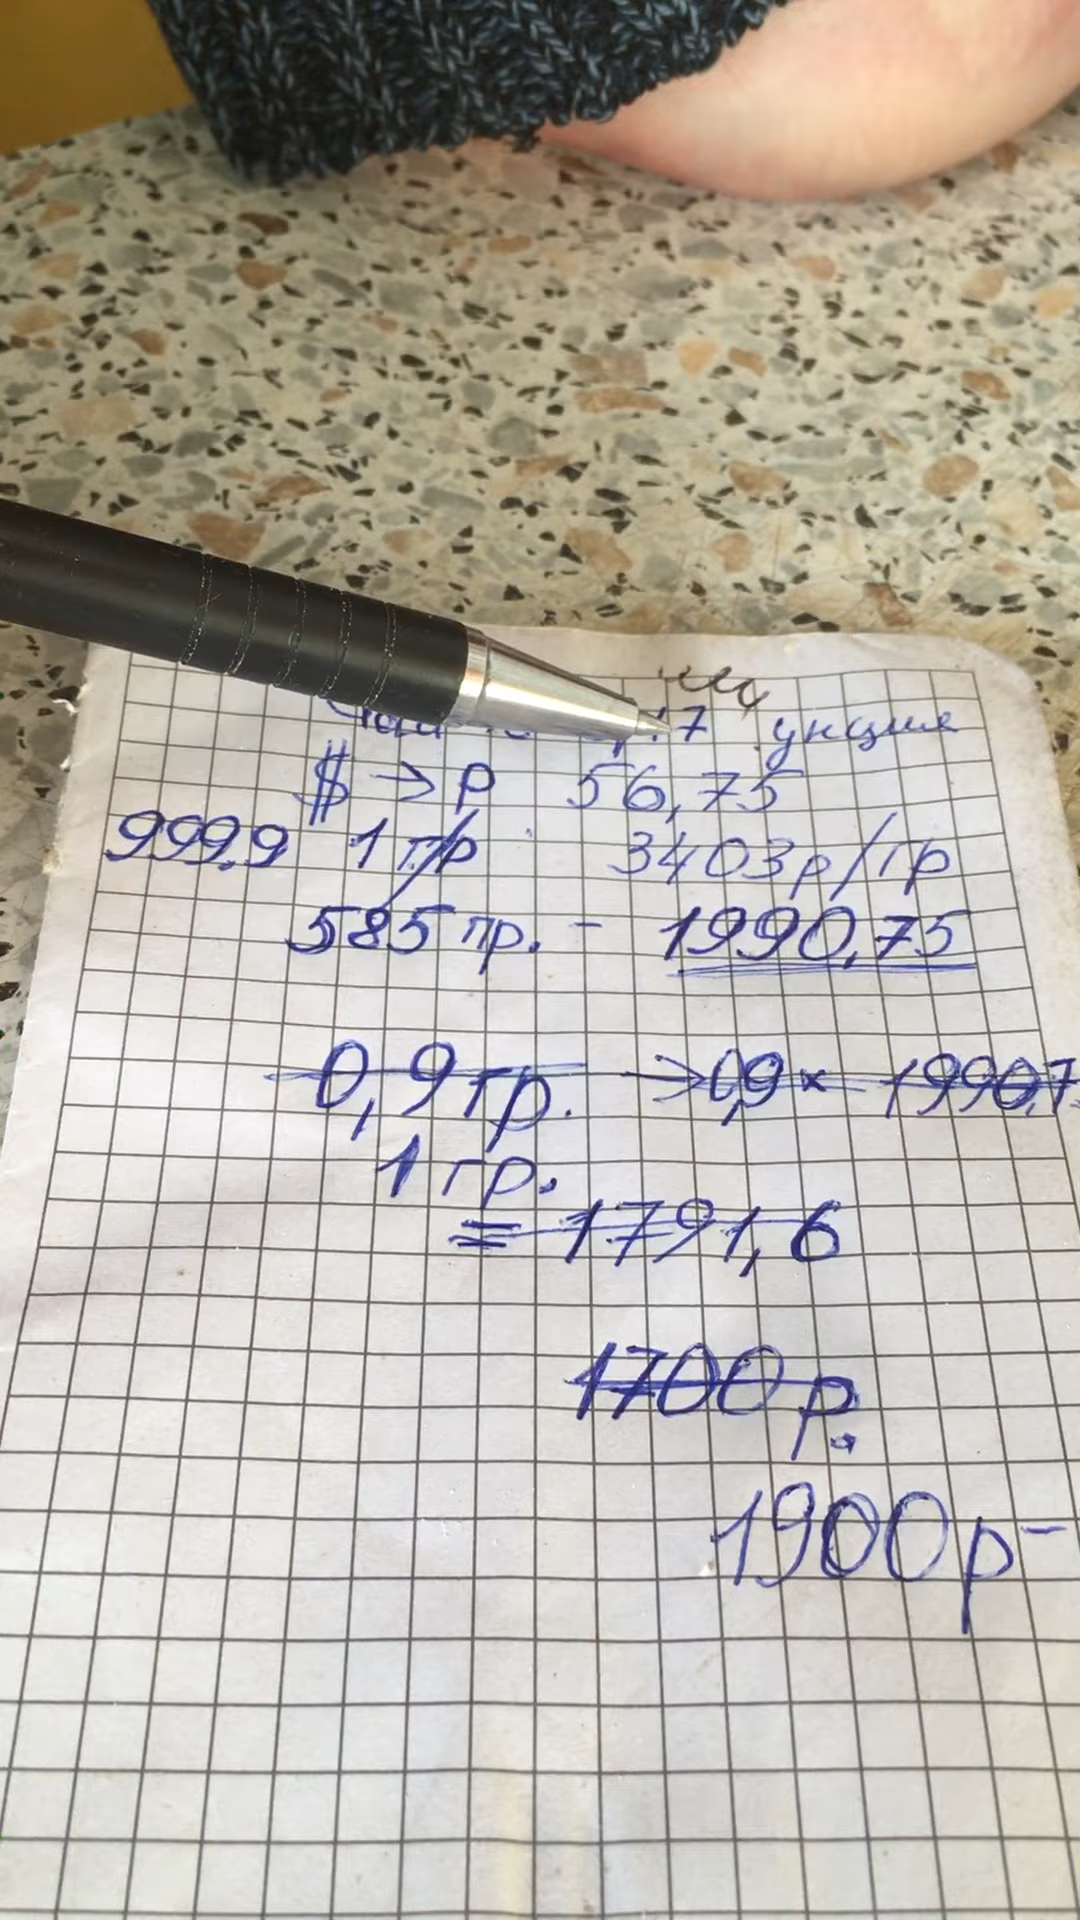 унция
$ → р 56,75
999,9 1 гр 3403р/гр
585 пр. - 1990,75
0,9 гр. → 0,9 × 1990,7
1 гр.
= 1791,6
1700 р.
1900 р -